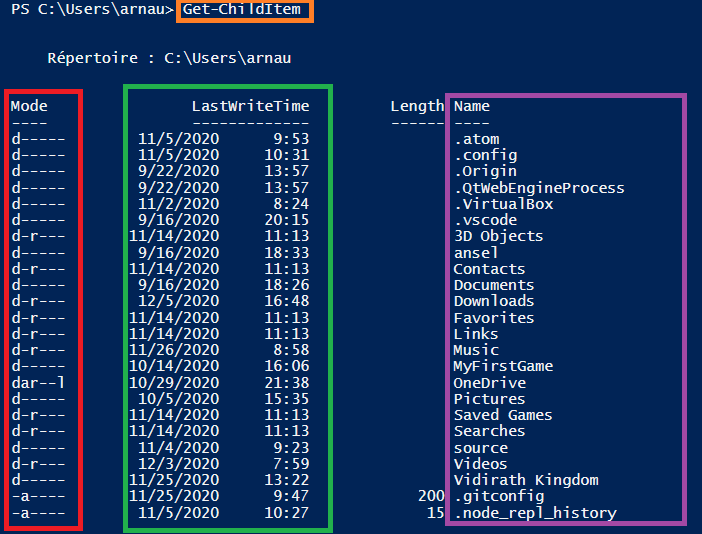 PS C:\Users\arnau> Get-ChildItem
Répertoire : C:\Users\arnau
Mode LastWriteTime Length Name
---- ------------- ------ ----
d----- 11/5/2020 9:53 .atom
d----- 11/5/2020 10:31 .config
d----- 9/22/2020 13:57 .Origin
d----- 9/22/2020 13:57 .QtWebEngineProcess
d----- 11/2/2020 8:24 .VirtualBox
d----- 9/16/2020 20:15 .vscode
d-r--- 11/14/2020 11:13 3D Objects
d----- 9/16/2020 18:33 ansel
d-r--- 11/14/2020 11:13 Contacts
d----- 9/16/2020 18:26 Documents
d-r--- 12/5/2020 16:48 Downloads
d-r--- 11/14/2020 11:13 Favorites
d-r--- 11/14/2020 11:13 Links
d-r--- 11/26/2020 8:58 Music
d----- 10/14/2020 16:06 MyFirstGame
dar--l 10/29/2020 21:38 OneDrive
d----- 10/5/2020 15:35 Pictures
d-r--- 11/14/2020 11:13 Saved Games
d-r--- 11/14/2020 11:13 Searches
d----- 11/4/2020 9:23 source
d-r--- 12/3/2020 7:59 Videos
d----- 11/25/2020 13:22 Vidirath Kingdom
-a---- 11/25/2020 9:47 200 .gitconfig
-a---- 11/5/2020 10:27 15 .node_repl_history